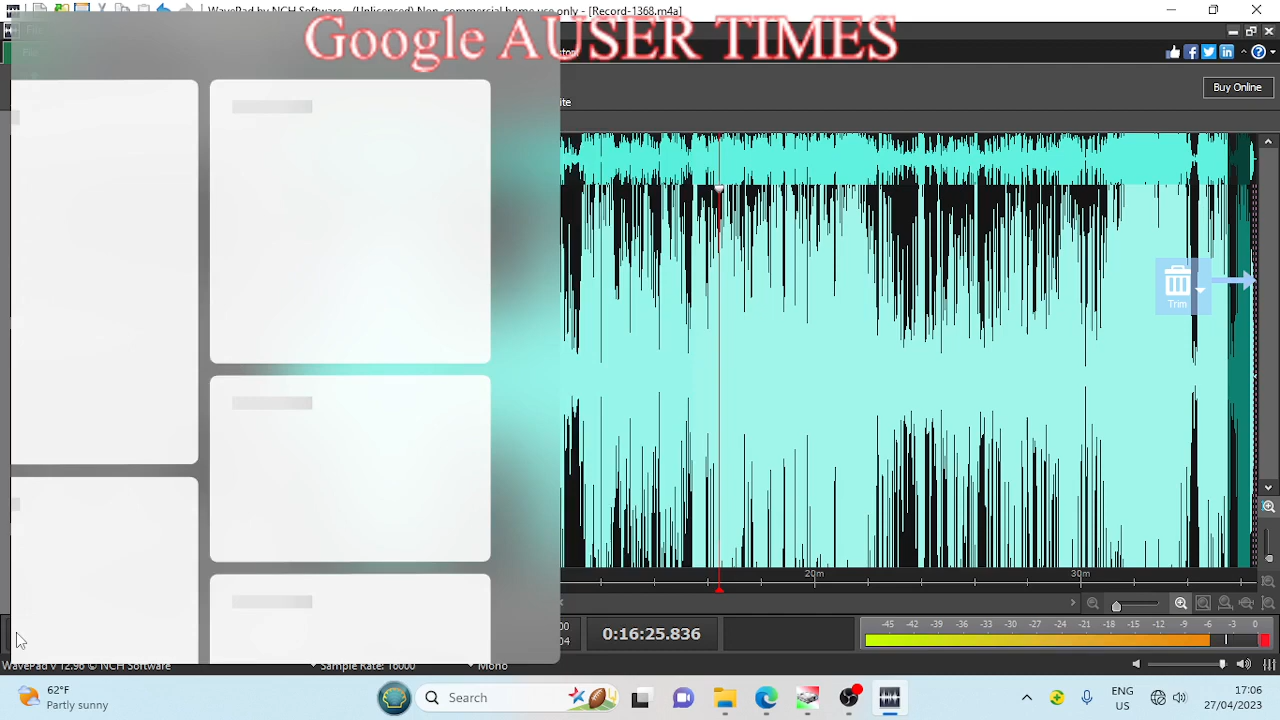 WavePad by NCH Software - (Unlicensed) Non-commercial home use only - [Record-1368.m4a]
File
Google AUSER TIMES
File
Buy Online
Trim
20m
30m
0:16:25.836
-45 -42 -39 -36 -33 -30 -27 -24 -21 -18 -15 -12 -9 -6 -3 0
WavePad v 12.96 © NCH Software
Sample Rate: 16000
Mono
62°F
Partly sunny
Search
ENG
US
17:06
27/04/2023